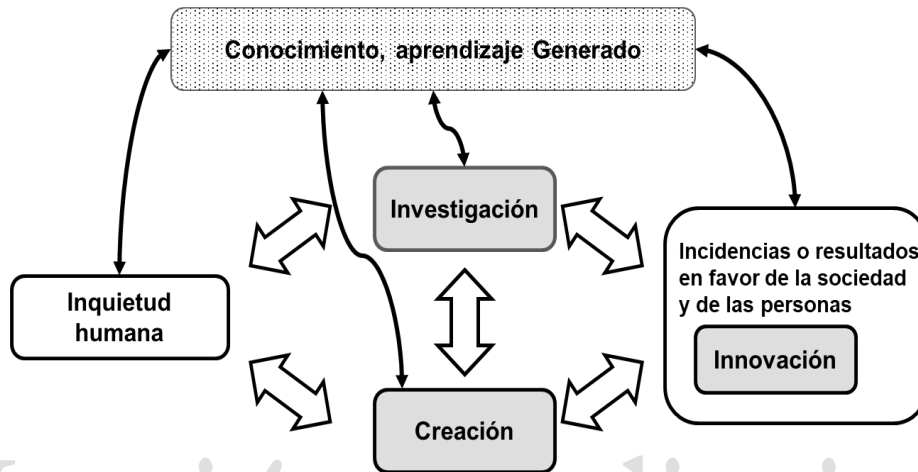 Conocimiento, aprendizaje Generado
Investigación
Incidencias o resultados
en favor de la sociedad
y de las personas
Inquietud
humana
Innovación
Creación